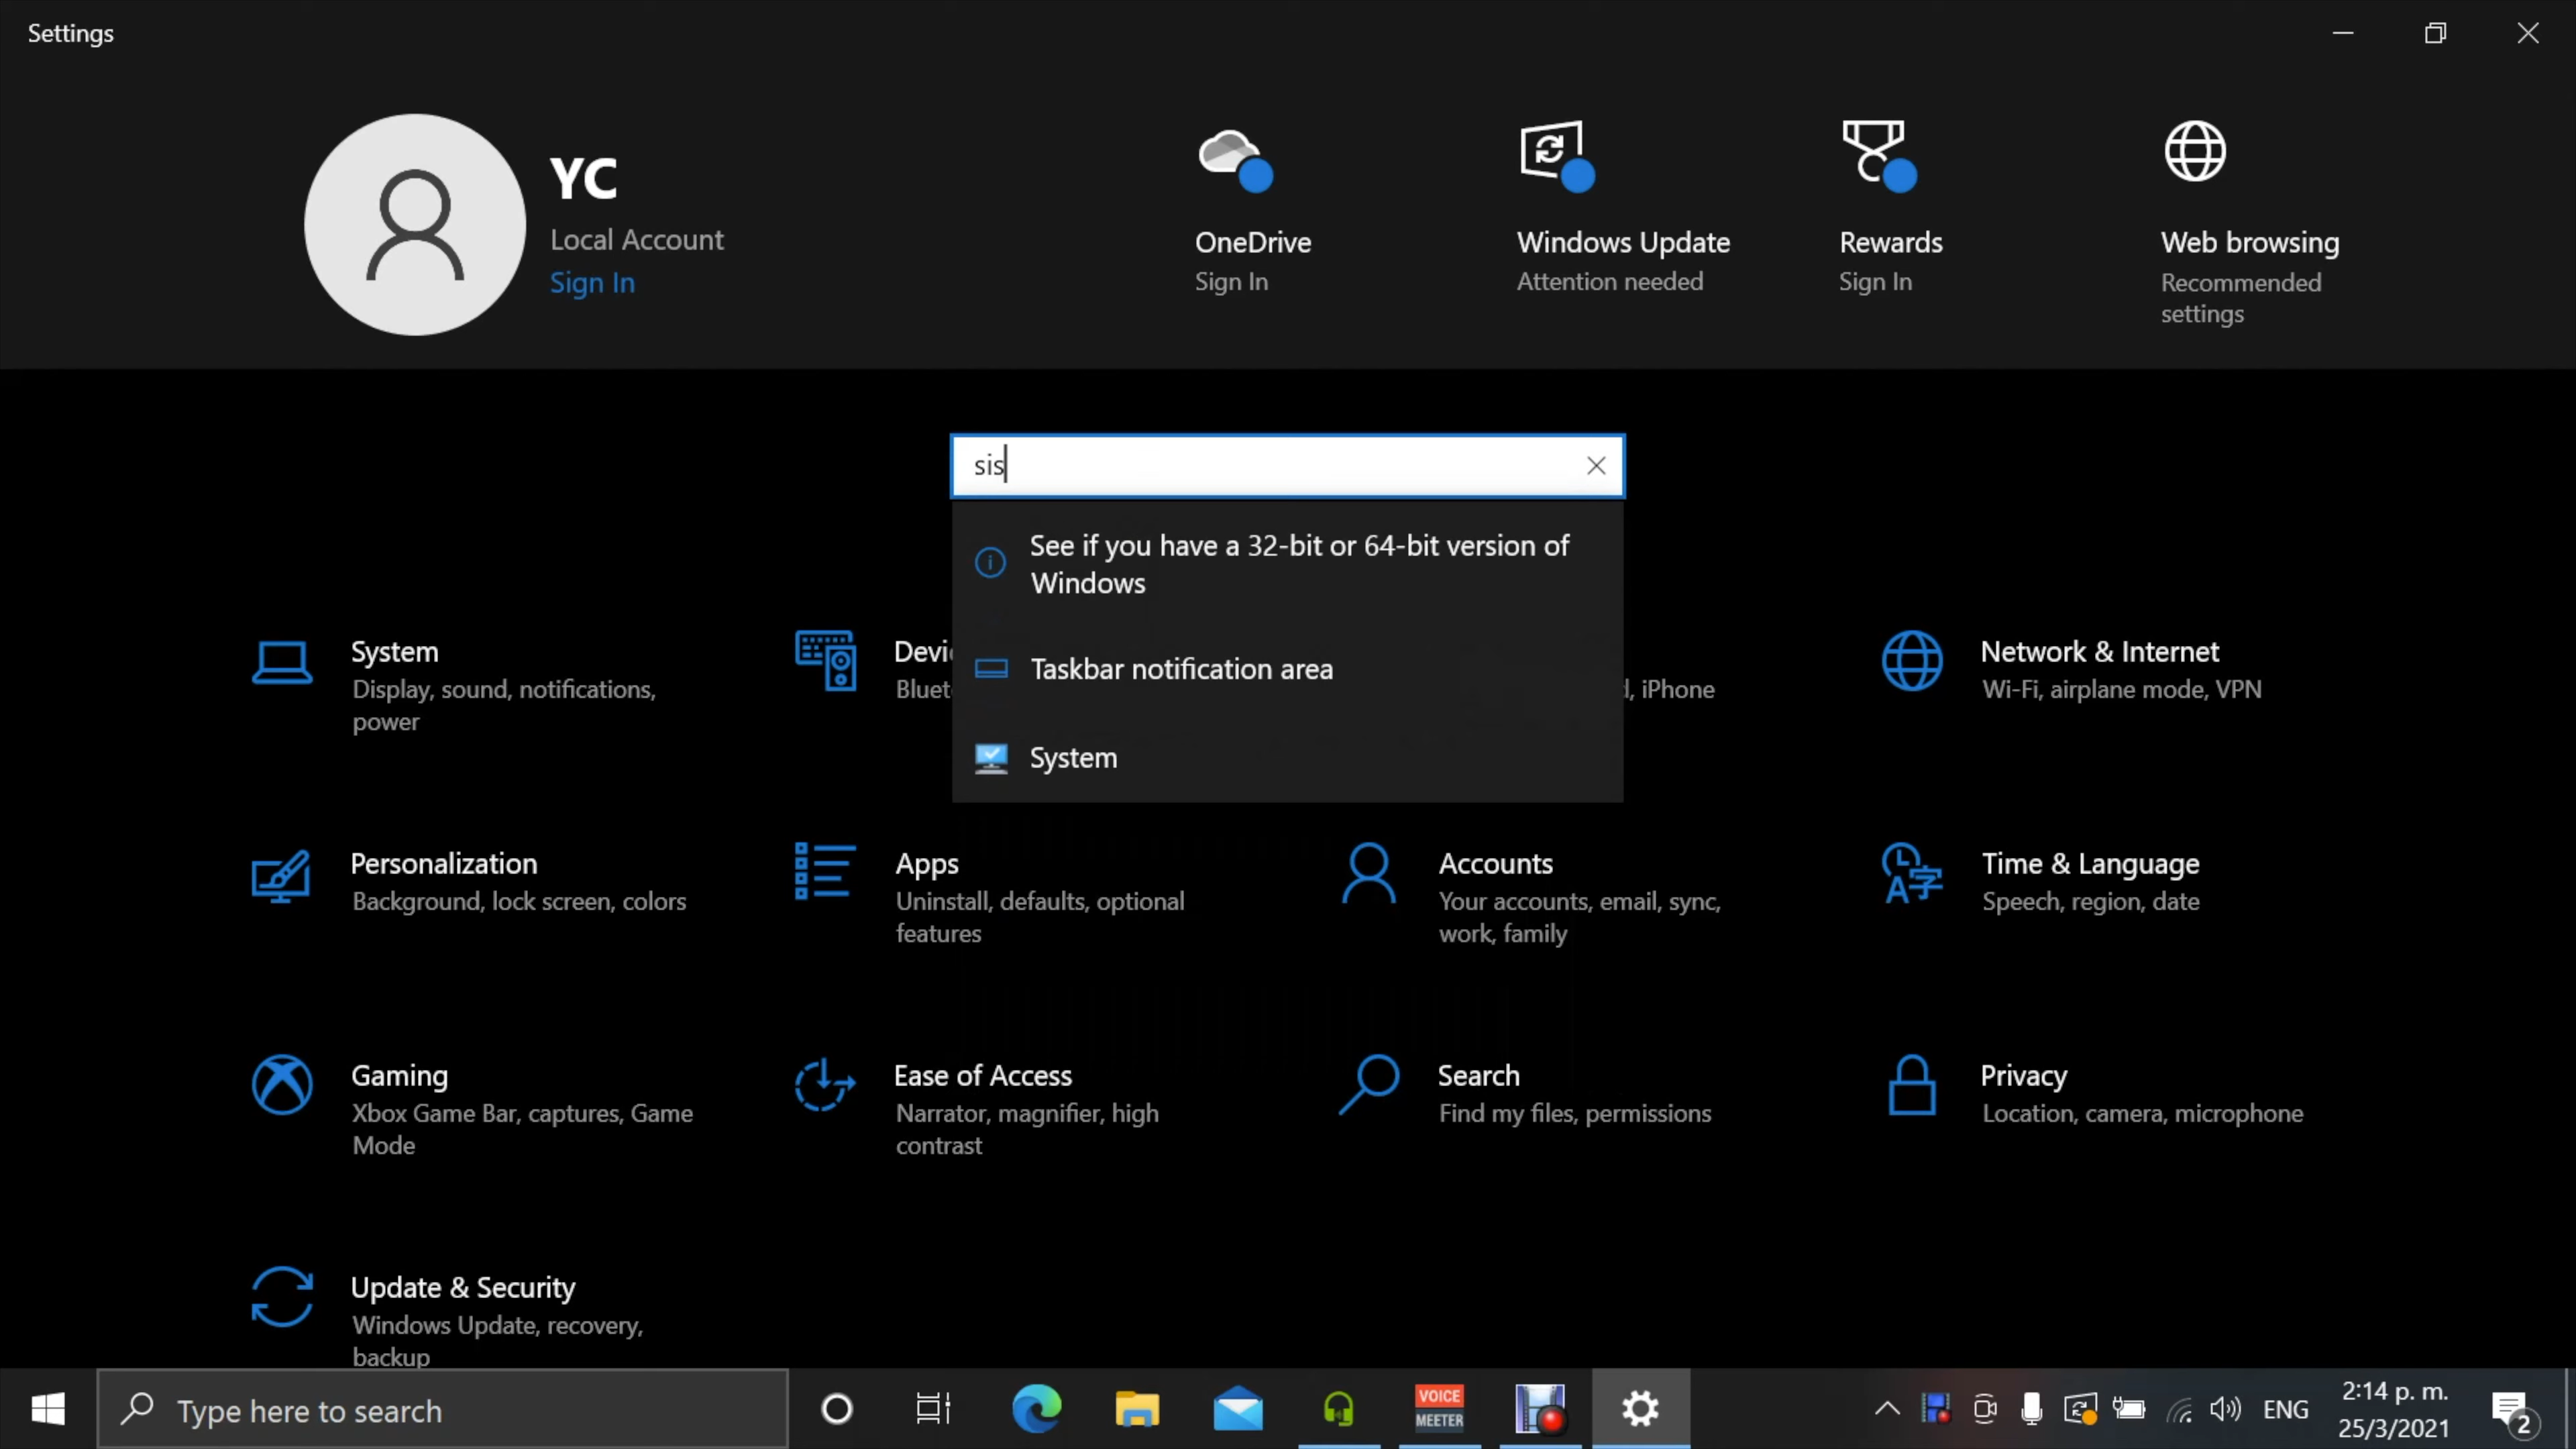 Settings
YC
Local Account
Sign In
OneDrive
Sign In
Windows Update
Attention needed
Rewards
Sign In
Web browsing
Recommended
settings
sis
See if you have a 32-bit or 64-bit version of
Windows
Taskbar notification area
System
System
Display, sound, notifications,
power
Devi
Bluet
, iPhone
Network & Internet
Wi-Fi, airplane mode, VPN
Personalization
Background, lock screen, colors
Apps
Uninstall, defaults, optional
features
Accounts
Your accounts, email, sync,
work, family
Time & Language
Speech, region, date
Gaming
Xbox Game Bar, captures, Game
Mode
Ease of Access
Narrator, magnifier, high
contrast
Search
Find my files, permissions
Privacy
Location, camera, microphone
Update & Security
Windows Update, recovery,
backup
Type here to search
VOICE
MEETER
ENG
2:14 p. m.
25/3/2021
2